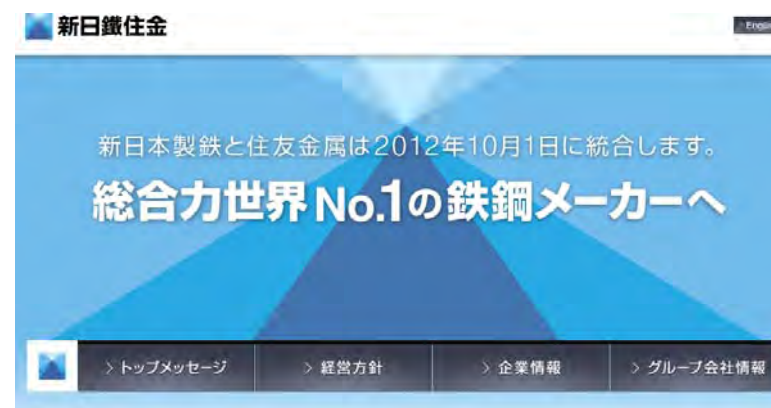 新日鐵住金
新日本製鉄と住友金属は2012年10月1日に統合します。
総合力世界No.1の鉄鋼メーカーへ
> トップメッセージ
> 経営方針
> 企業情報
> グループ会社情報